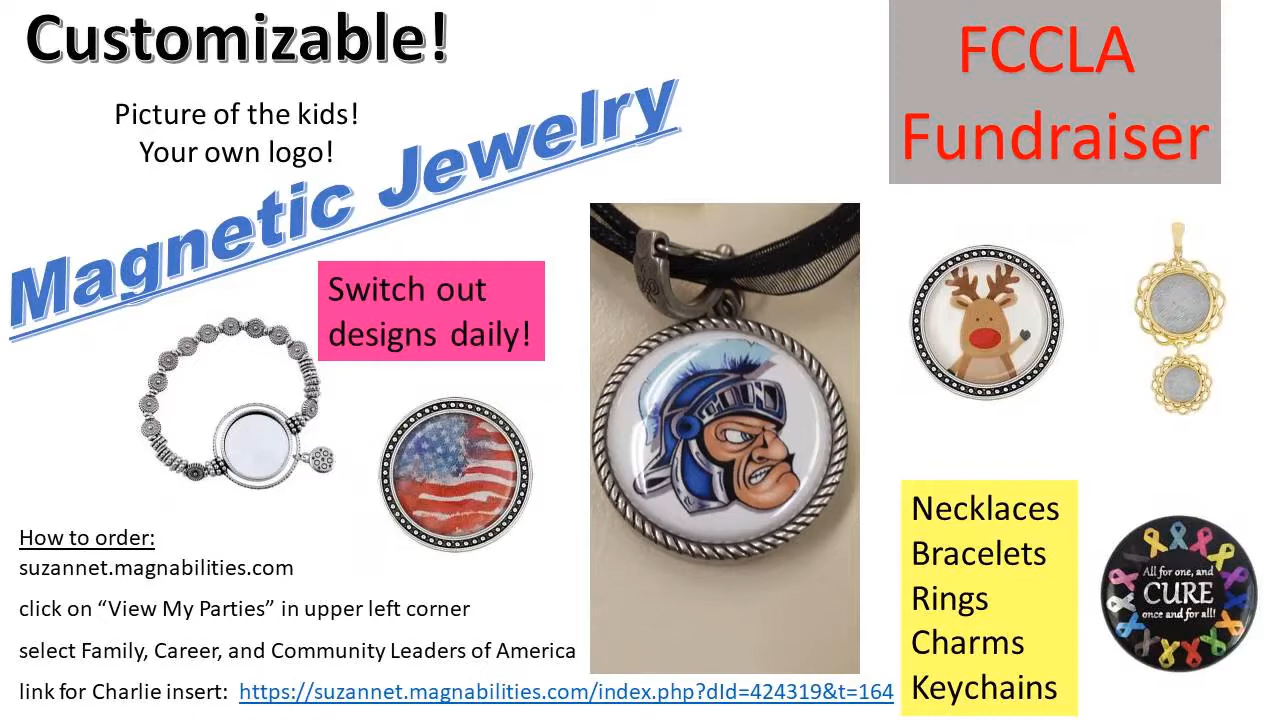 Customizable!
Picture of the kids!
Your own logo!
Magnetic Jewelry
FCCLA
Fundraiser
Switch out
designs daily!
How to order:
suzannet.magnabilities.com
click on “View My Parties” in upper left corner
select Family, Career, and Community Leaders of America
link for Charlie insert: https://suzannet.magnabilities.com/index.php?dId=424319&t=164
Necklaces
Bracelets
Rings
Charms
Keychains
All for one, and
CURE
once and for all!